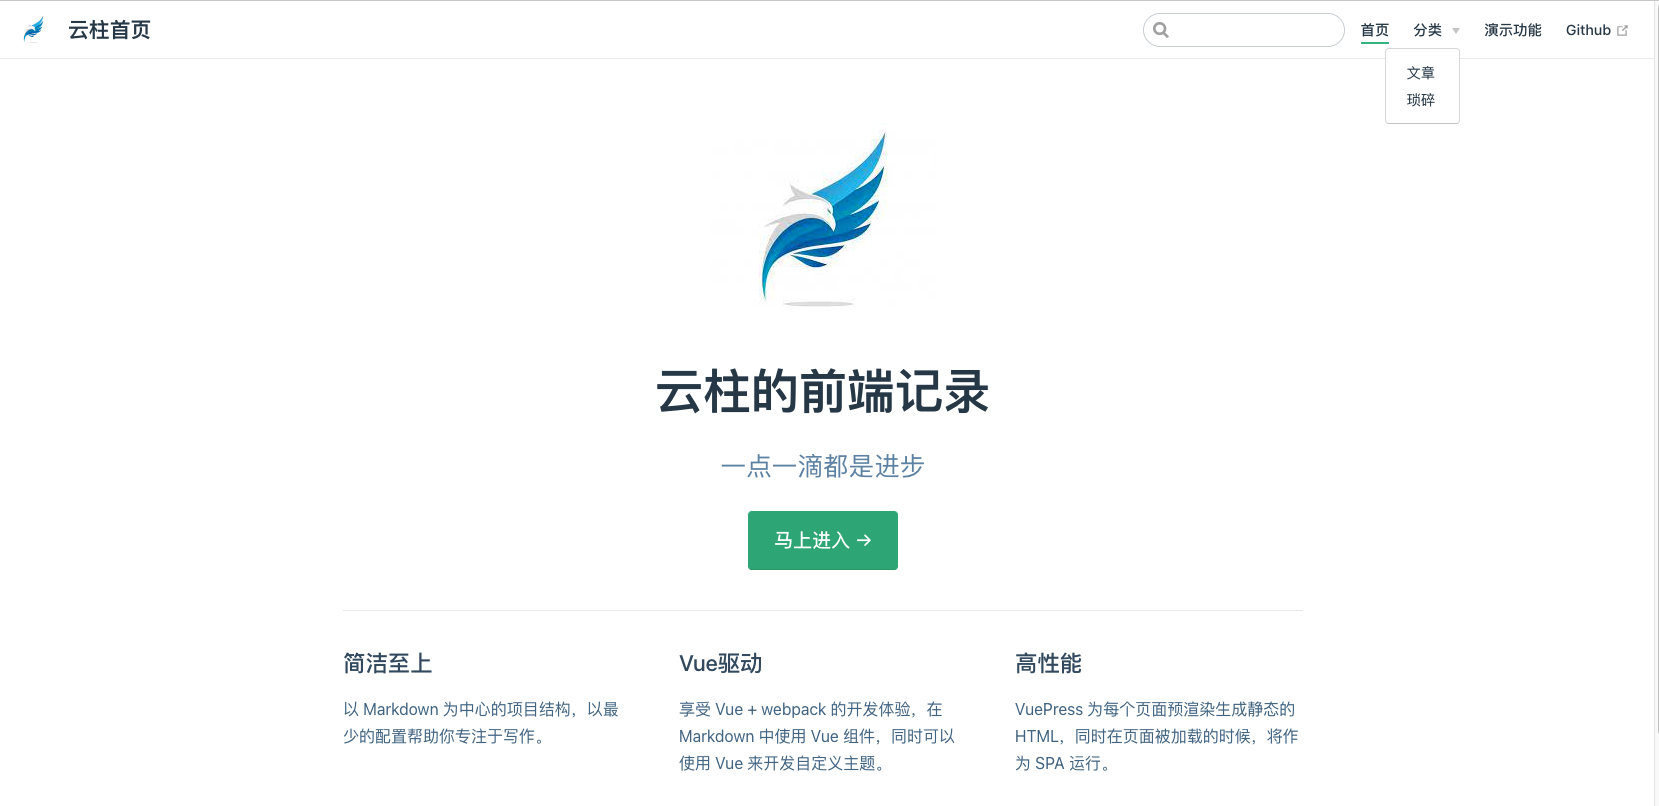 云柱首页
首页 分类 演示功能 Github
文章
琐碎
云柱的前端记录
一点一滴都是进步
马上进入 →
简洁至上
以 Markdown 为中心的项目结构，以最
少的配置帮助你专注于写作。
Vue驱动
享受 Vue + webpack 的开发体验，在
Markdown 中使用 Vue 组件，同时可以
使用 Vue 来开发自定义主题。
高性能
VuePress 为每个页面预渲染生成静态的
HTML，同时在页面被加载的时候，将作
为 SPA 运行。